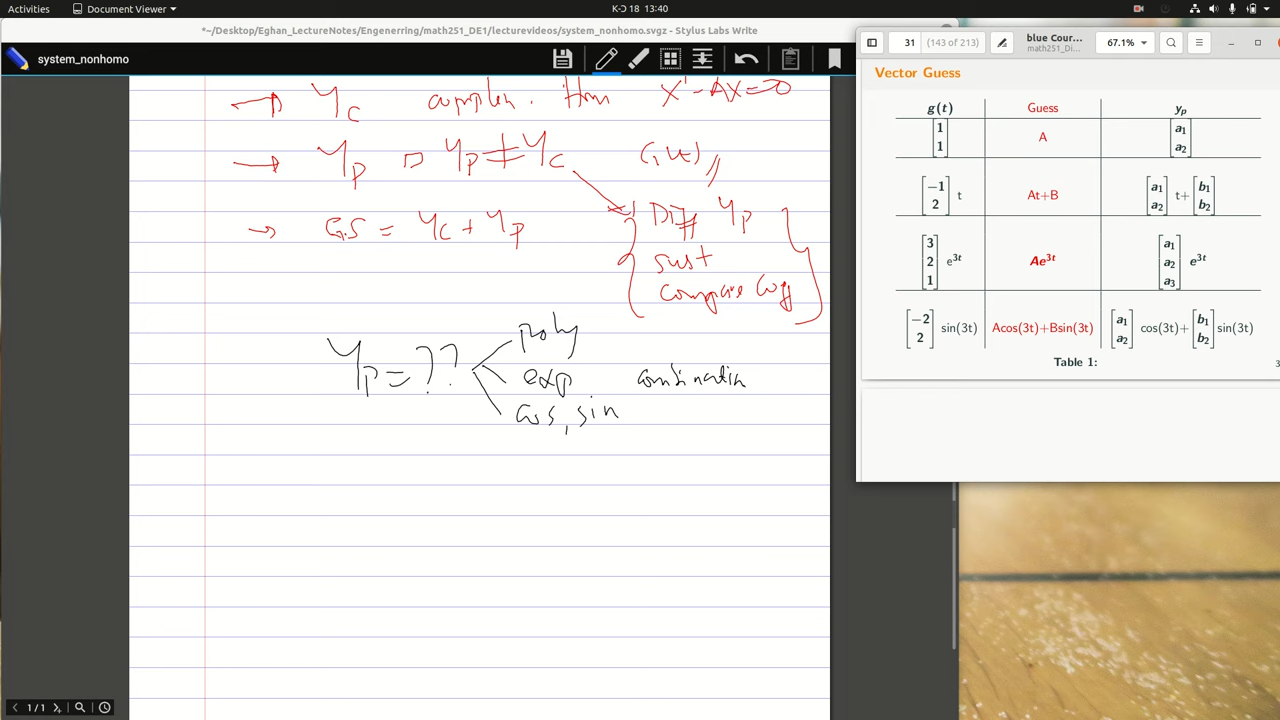 Activities
Document Viewer
K-Ɔ 18 13:40
*~/Desktop/Eghan_LectureNotes/Engenerring/math251_DE1/lecturevideos/system_nonhomo.svgz - Stylus Labs Write
system_nonhomo
→ Yc complem. Hom X' - AX = 0
→ Yp ▭ Yp ≠ Yc (i, ii)
→ GS = Yc + Yp
Diff Yp
sust
compare Coeff
Yp = ??
Poly
exp combination
Cos, sin
1/1
31 (143 of 213)
blue Cour...
math251_Di...
67.1%
Vector Guess
g(t) Guess yp
[1 1] A [a1 a2]
[−1 2] t At+B [a1 a2] t+ [b1 b2]
[3 2 1] e^3t Ae^3t [a1 a2 a3] e^3t
[−2 2] sin(3t) Acos(3t)+Bsin(3t) [a1 a2] cos(3t)+ [b1 b2] sin(3t)
Table 1:
3